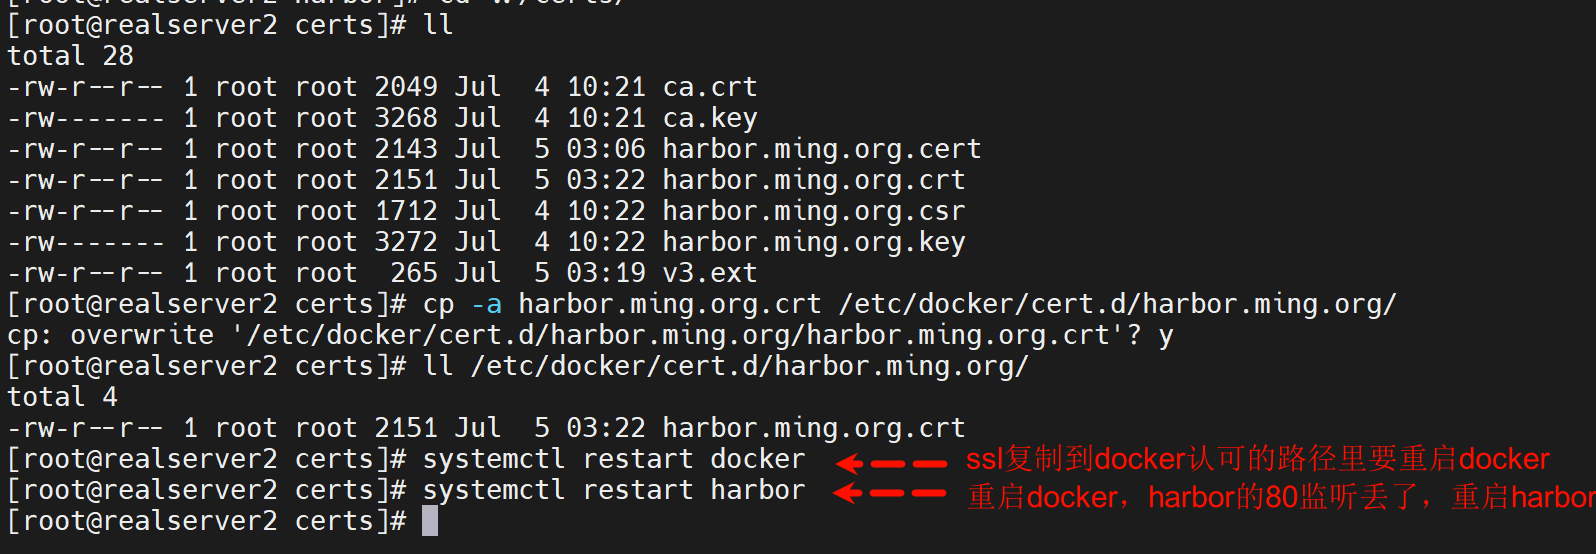 [root@realserver2 certs]# ll
total 28
-rw-r--r-- 1 root root 2049 Jul  4 10:21 ca.crt
-rw------- 1 root root 3268 Jul  4 10:21 ca.key
-rw-r--r-- 1 root root 2143 Jul  5 03:06 harbor.ming.org.cert
-rw-r--r-- 1 root root 2151 Jul  5 03:22 harbor.ming.org.crt
-rw-r--r-- 1 root root 1712 Jul  4 10:22 harbor.ming.org.csr
-rw------- 1 root root 3272 Jul  4 10:22 harbor.ming.org.key
-rw-r--r-- 1 root root  265 Jul  5 03:19 v3.ext
[root@realserver2 certs]# cp -a harbor.ming.org.crt /etc/docker/cert.d/harbor.ming.org/
cp: overwrite '/etc/docker/cert.d/harbor.ming.org/harbor.ming.org.crt'? y
[root@realserver2 certs]# ll /etc/docker/cert.d/harbor.ming.org/
total 4
-rw-r--r-- 1 root root 2151 Jul  5 03:22 harbor.ming.org.crt
[root@realserver2 certs]# systemctl restart docker ssl复制到docker认可的路径里要重启docker
[root@realserver2 certs]# systemctl restart harbor 重启docker，harbor的80监听丢了，重启harbor
[root@realserver2 certs]#